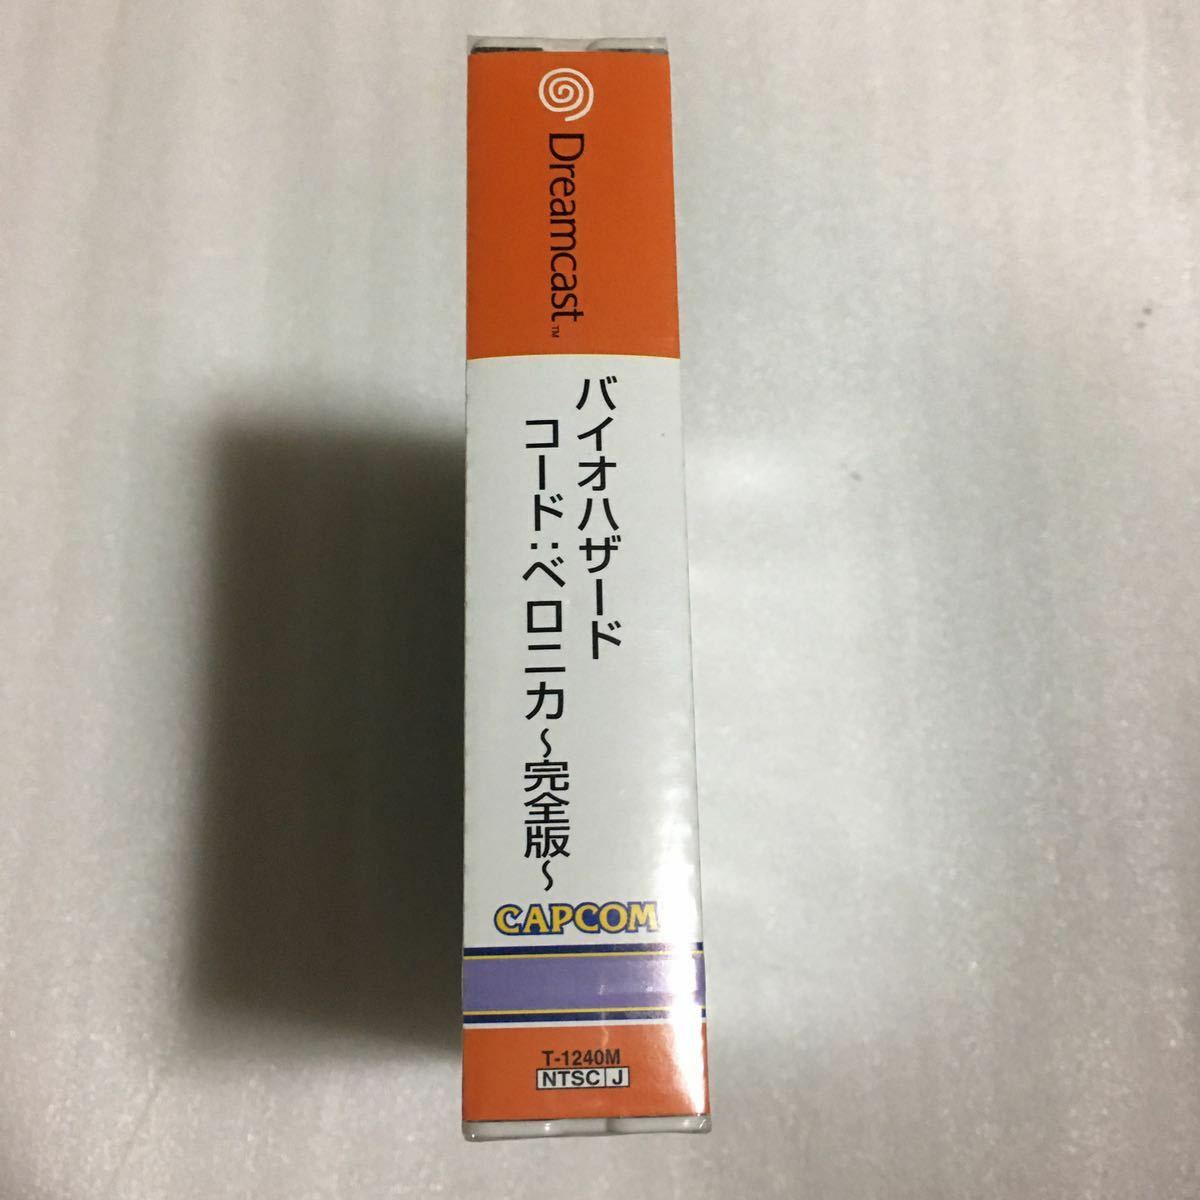 Dreamcast™
バイオハザード
コード:ベロニカ～完全版～
CAPCOM
T-1240M
NTSC J